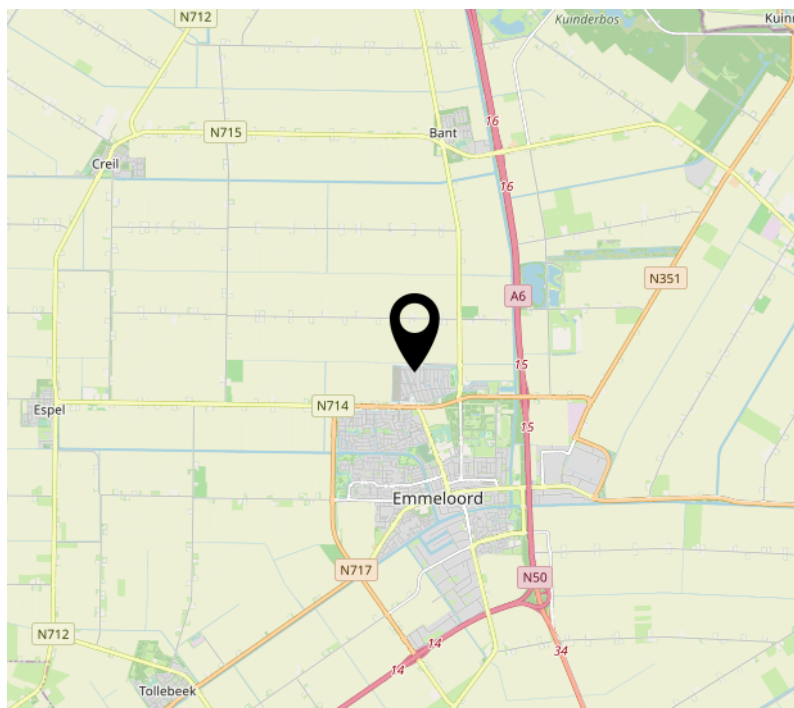 N712
Kuinderbos
Kuinr
16
N715
Bant
Creil
16
N351
A6
15
N714
Espel
15
Emmeloord
N717
N50
N712
14
14
34
Tollebeek